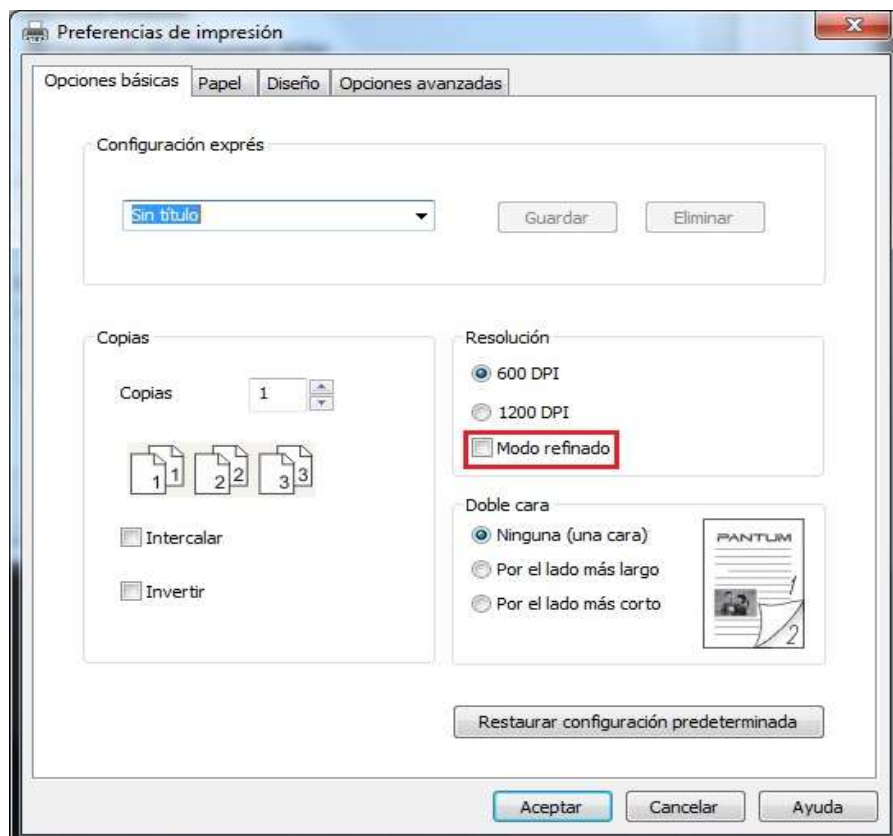 Preferencias de impresión
Opciones básicas Papel Diseño Opciones avanzadas
Configuración exprés
Sin título Guardar Eliminar
Copias
Copias 1
1 1 2 2 3 3
Intercalar
Invertir
Resolución
600 DPI
1200 DPI
Modo refinado
Doble cara
Ninguna (una cara)
Por el lado más largo
Por el lado más corto
PANTUM
1
2
Restaurar configuración predeterminada
Aceptar Cancelar Ayuda